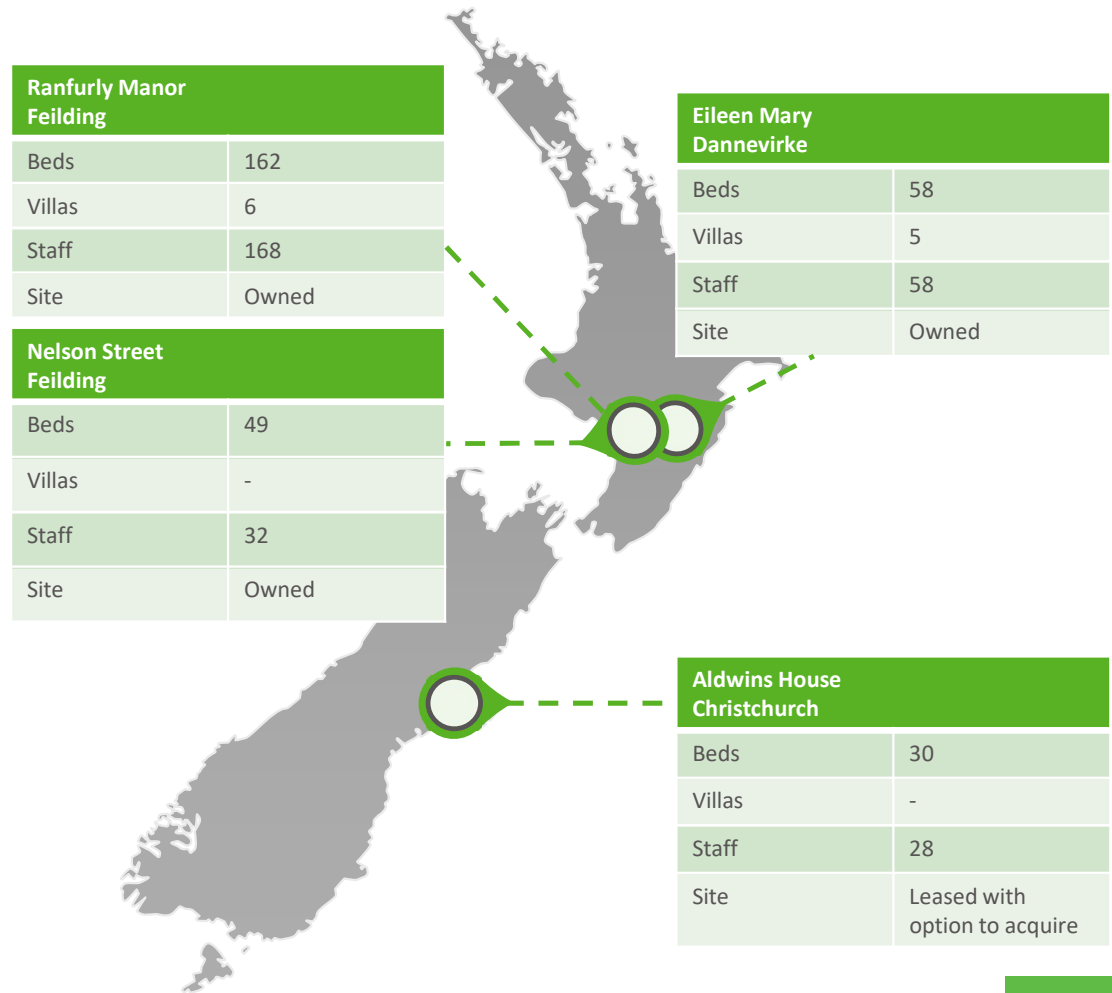 Ranfurly Manor
Feilding
Beds 162
Villas 6
Staff 168
Site Owned
Nelson Street
Feilding
Beds 49
Villas -
Staff 32
Site Owned
Eileen Mary
Dannevirke
Beds 58
Villas 5
Staff 58
Site Owned
Aldwins House
Christchurch
Beds 30
Villas -
Staff 28
Site Leased with
option to acquire